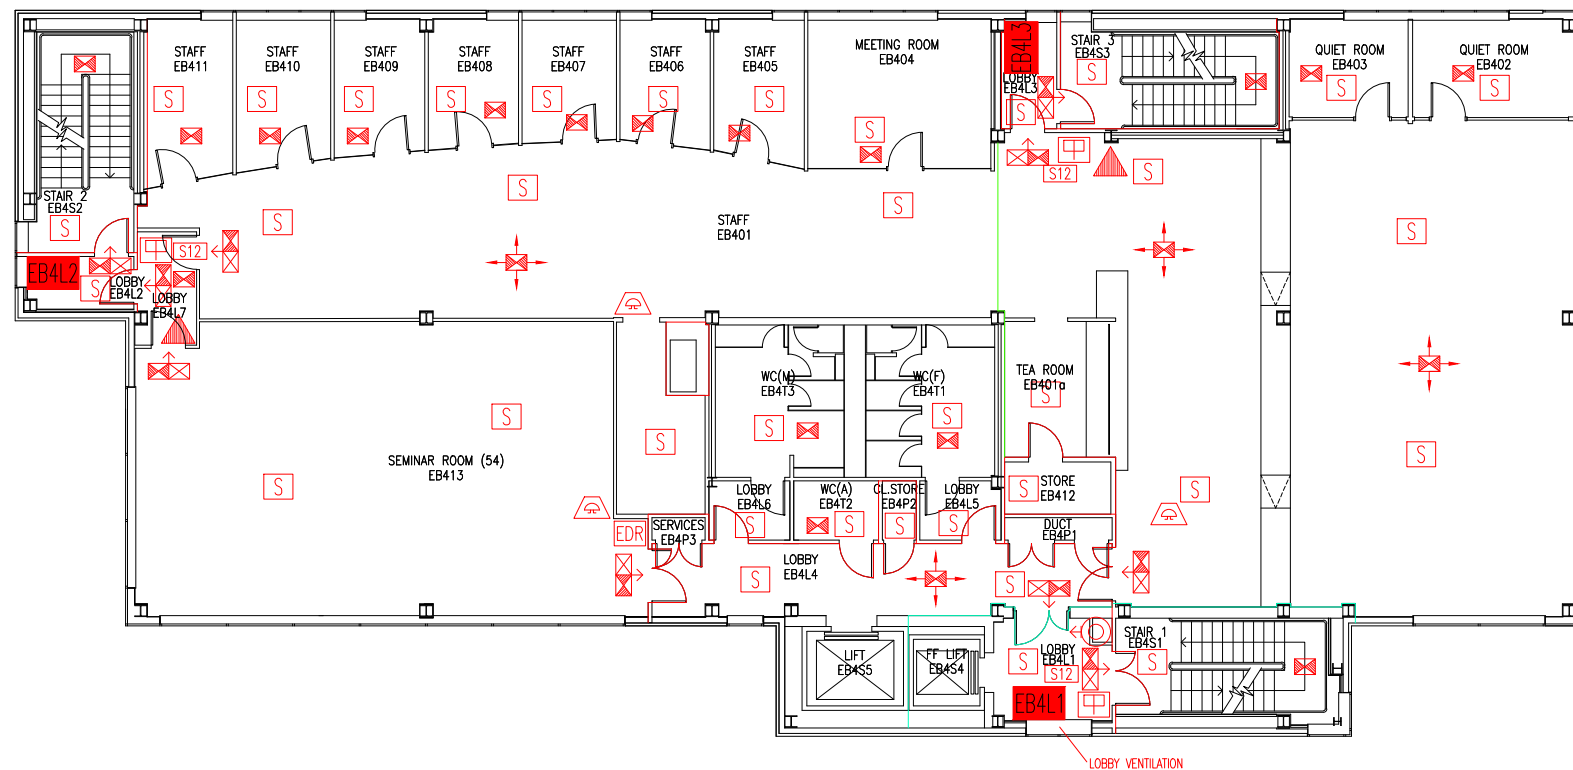 STAFF
EB411
STAFF
EB410
STAFF
EB409
STAFF
EB408
STAFF
EB407
STAFF
EB406
STAFF
EB405
MEETING ROOM
EB404
EB4L3
LOBBY
EB4L3
STAIR 3
EB4S3
QUIET ROOM
EB403
QUIET ROOM
EB402
S
S
S
S
S
S
S
S
S
S
S
S
S12
S
S
S
S
STAIR 2
EB4S2
S
STAFF
EB401
S
S12
EB4L2
S
LOBBY
EB4L2
LOBBY
EB4L7
WC(M)
EB4T3
WC(F)
EB4T1
TEA ROOM
EB401a
S
S
S
S
S
S
S
SEMINAR ROOM (54)
EB413
S
S
STORE
EB412
S
LOBBY
EB4L6
S
WC(A)
EB4T2
S
CL.STORE
EB4P2
S
LOBBY
EB4L5
S
EDR
SERVICES
EB4P3
DUCT
EB4P1
LOBBY
EB4L4
S
S
LIFT
EB4S5
FF LIFT
EB4S4
S
LOBBY
EB4L1
S12
EB4L1
STAIR 1
EB4S1
S
LOBBY VENTILATION